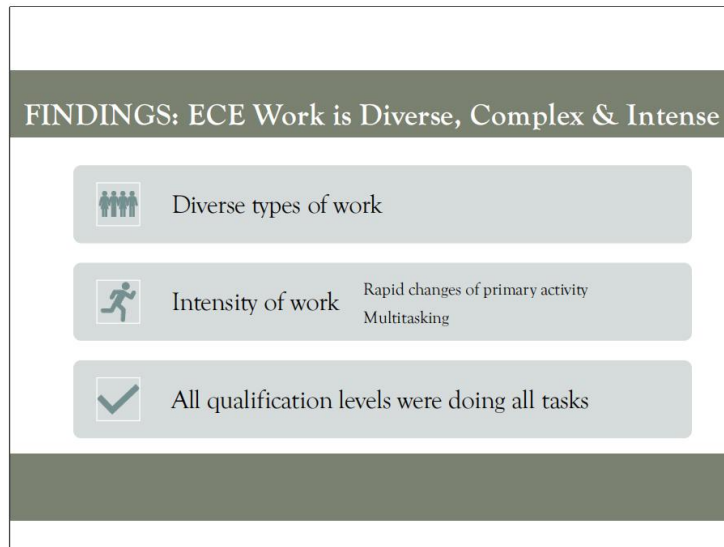 FINDINGS: ECE Work is Diverse, Complex & Intense
Diverse types of work
Intensity of work
Rapid changes of primary activity
Multitasking
All qualification levels were doing all tasks